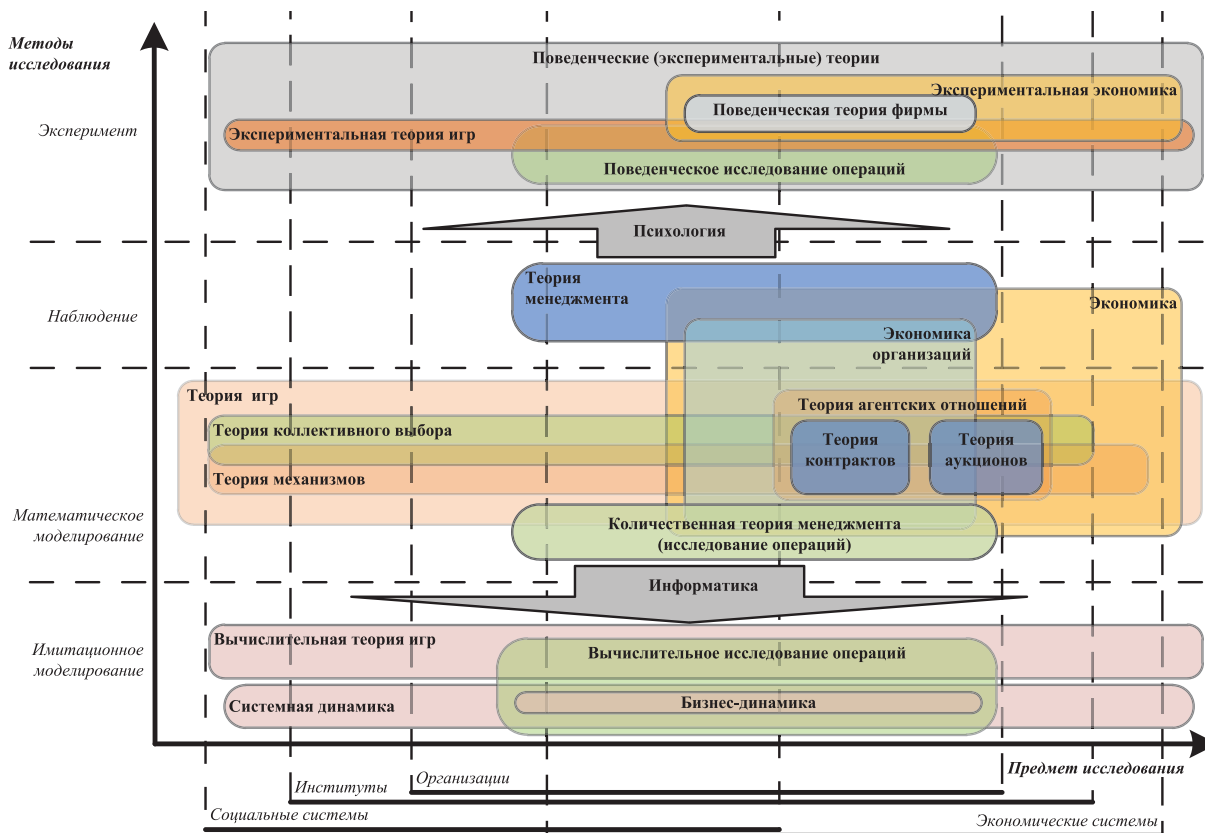 Методы
исследования
Поведенческие (экспериментальные) теории
Экспериментальная экономика
Поведенческая теория фирмы
Эксперимент
Экспериментальная теория игр
Поведенческое исследование операций
Психология
Теория
менеджмента
Наблюдение
Экономика
Экономика
организаций
Теория игр
Теория агентских отношений
Теория коллективного выбора
Теория
контрактов
Теория
аукционов
Теория механизмов
Математическое
моделирование
Количественная теория менеджмента
(исследование операций)
Информатика
Вычислительная теория игр
Имитационное
моделирование
Вычислительное исследование операций
Системная динамика
Бизнес-динамика
Предмет исследования
Организации
Институты
Социальные системы
Экономические системы